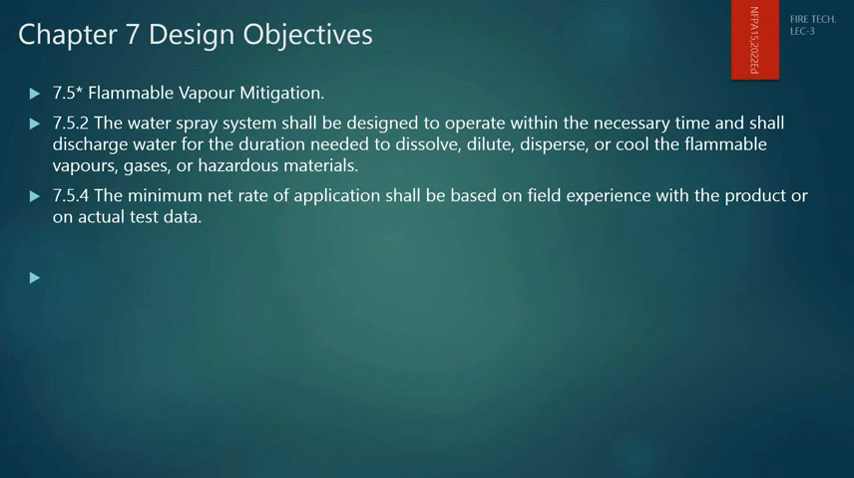 Chapter 7 Design Objectives
NFPA15,2022Ed
FIRE TECH.
LEC-3
7.5* Flammable Vapour Mitigation.
7.5.2 The water spray system shall be designed to operate within the necessary time and shall
discharge water for the duration needed to dissolve, dilute, disperse, or cool the flammable
vapours, gases, or hazardous materials.
7.5.4 The minimum net rate of application shall be based on field experience with the product or
on actual test data.